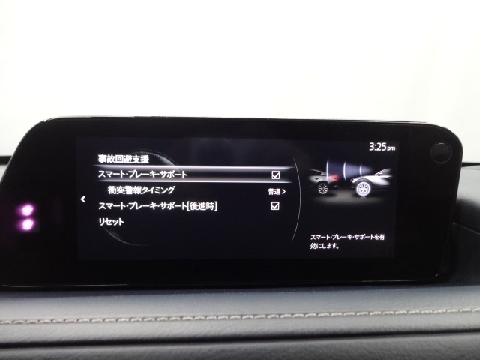 3:25 pm
事故回避支援
スマート・ブレーキ・サポート
衝突警報タイミング 普通 >
スマート・ブレーキ・サポート[後退時]
リセット
スマート・ブレーキ・サポートを有
効にします。